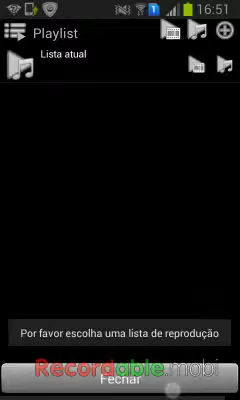 16:51
Playlist
Lista atual
Por favor escolha uma lista de reprodução
Recordable.mobi
Fechar